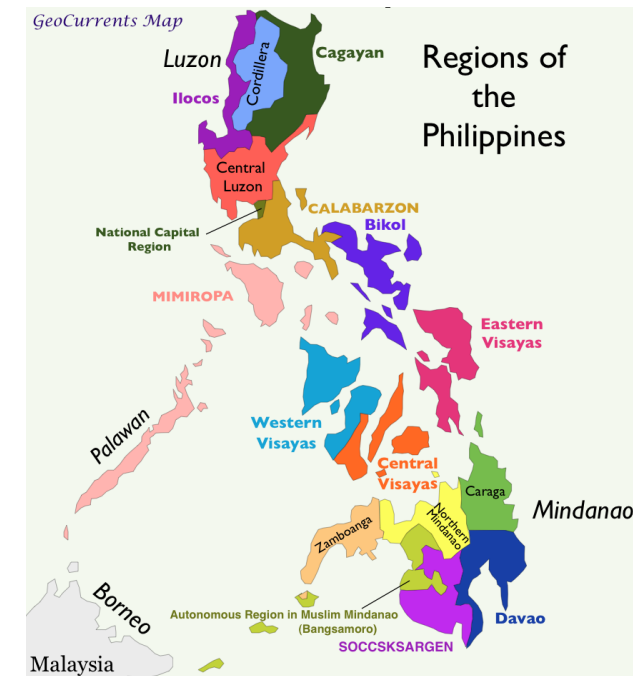 GeoCurrents Map
Regions of
the
Philippines
Luzon
Cordillera
Cagayan
Ilocos
Central
Luzon
CALABARZON
Bikol
National Capital
Region
MIMIROPA
Eastern
Visayas
Palawan
Western
Visayas
Central
Visayas
Caraga
Mindanao
Northern
Mindanao
Zamboanga
Borneo
Autonomous Region in Muslim Mindanao
(Bangsamoro)
Davao
SOCCSKSARGEN
Malaysia